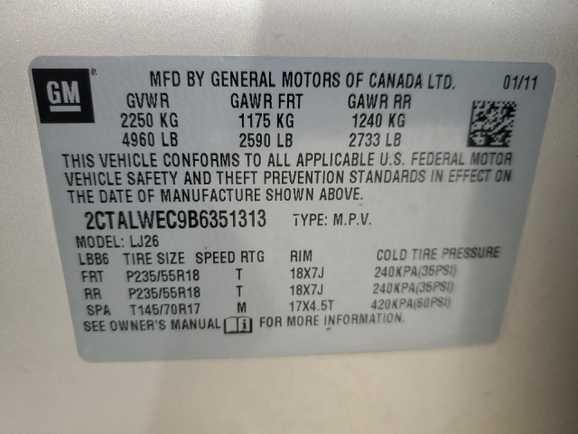 GM
MFD BY GENERAL MOTORS OF CANADA LTD. 01/11
GVWR GAWR FRT GAWR RR
2250 KG 1175 KG 1240 KG
4960 LB 2590 LB 2733 LB
THIS VEHICLE CONFORMS TO ALL APPLICABLE U.S. FEDERAL MOTOR
VEHICLE SAFETY AND THEFT PREVENTION STANDARDS IN EFFECT ON
THE DATE OF MANUFACTURE SHOWN ABOVE.
2CTALWEC9B6351313 TYPE: M.P.V.
MODEL: LJ26
LBB6 TIRE SIZE SPEED RTG RIM COLD TIRE PRESSURE
FRT P235/55R18 T 18X7J 240KPA(35PSI)
RR P235/55R18 T 18X7J 240KPA(35PSI)
SPA T145/70R17 M 17X4.5T 420KPA(60PSI)
SEE OWNER'S MANUAL FOR MORE INFORMATION.